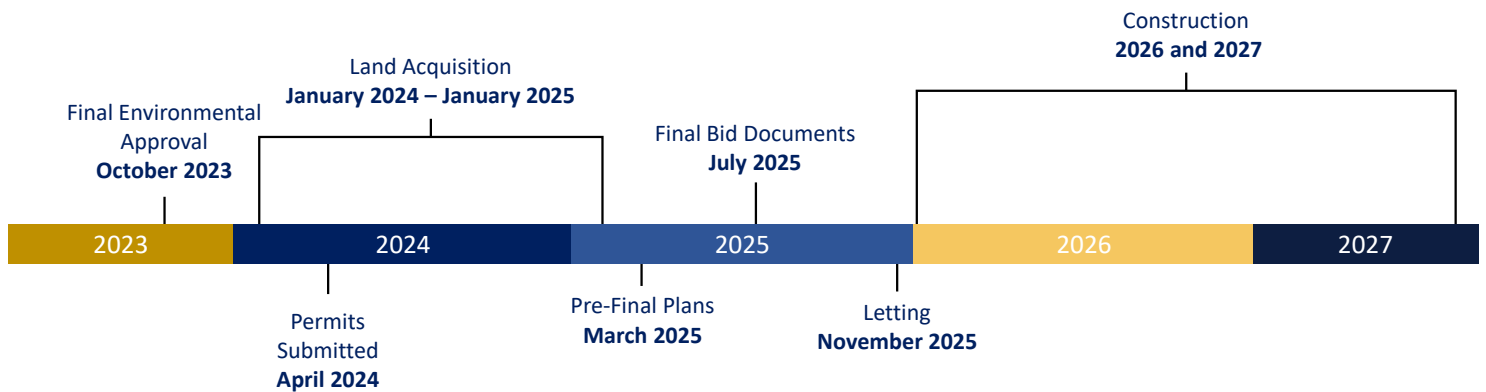 Construction
2026 and 2027
Land Acquisition
January 2024 – January 2025
Final Environmental
Approval
October 2023
Final Bid Documents
July 2025
2023
2024
2025
2026
2027
Permits
Submitted
April 2024
Pre-Final Plans
March 2025
Letting
November 2025